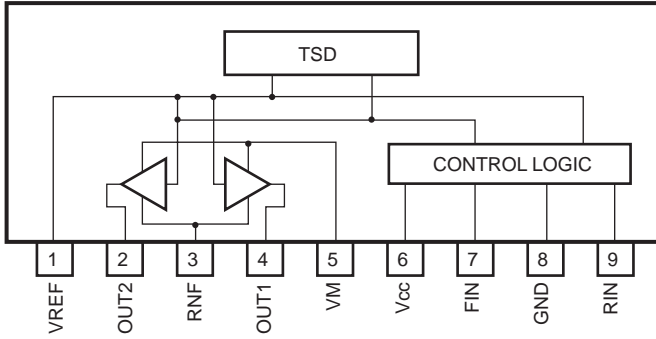 TSD
CONTROL LOGIC
1 2 3 4 5 6 7 8 9
VREF
OUT2
RNF
OUT1
VM
Vcc
FIN
GND
RIN